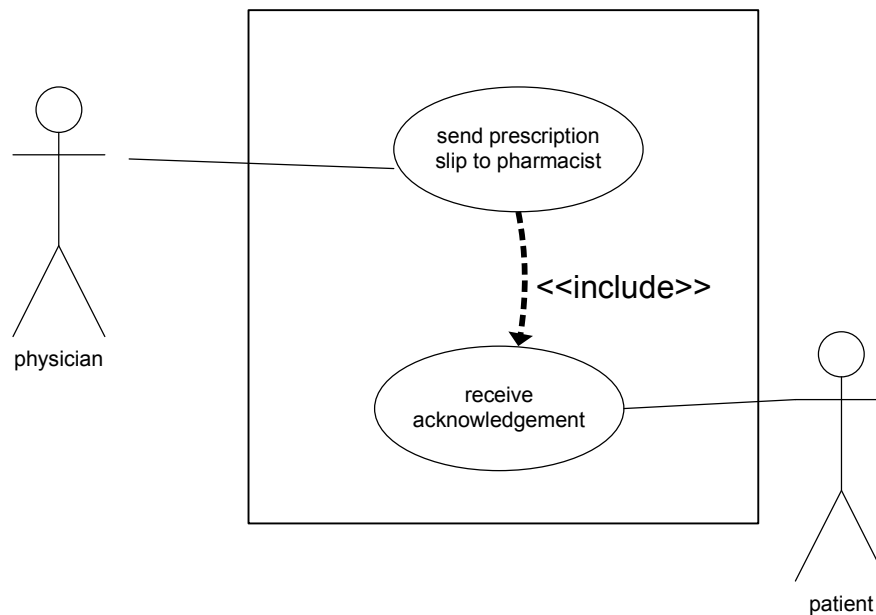 send prescription
slip to pharmacist
<<include>>
physician
receive
acknowledgement
patient